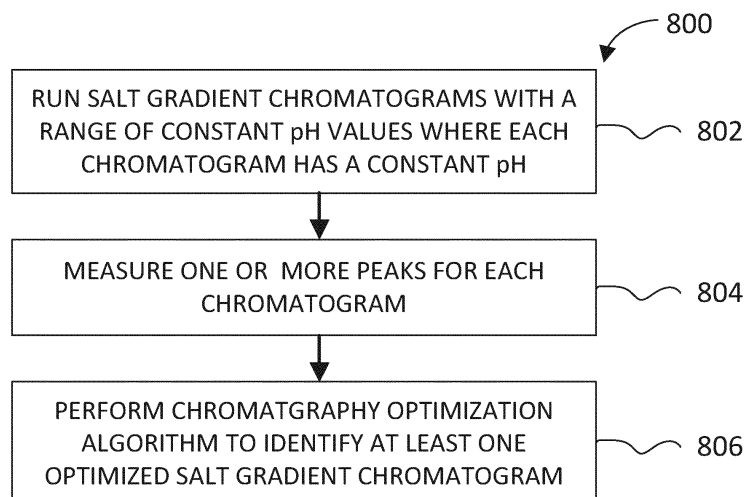 800
RUN SALT GRADIENT CHROMATOGRAMS WITH A
RANGE OF CONSTANT pH VALUES WHERE EACH
CHROMATOGRAM HAS A CONSTANT pH
802
MEASURE ONE OR MORE PEAKS FOR EACH
CHROMATOGRAM
804
PERFORM CHROMATGRAPHY OPTIMIZATION
ALGORITHM TO IDENTIFY AT LEAST ONE
OPTIMIZED SALT GRADIENT CHROMATOGRAM
806